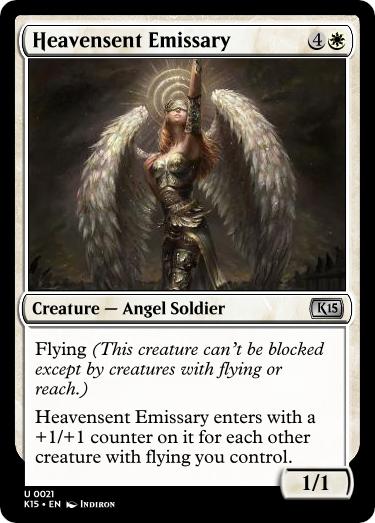 Heavensent Emissary 4
Creature — Angel Soldier K15
Flying (This creature can't be blocked
except by creatures with flying or
reach.)
Heavensent Emissary enters with a
+1/+1 counter on it for each other
creature with flying you control.
1/1
U 0021
K15 • EN Indiron